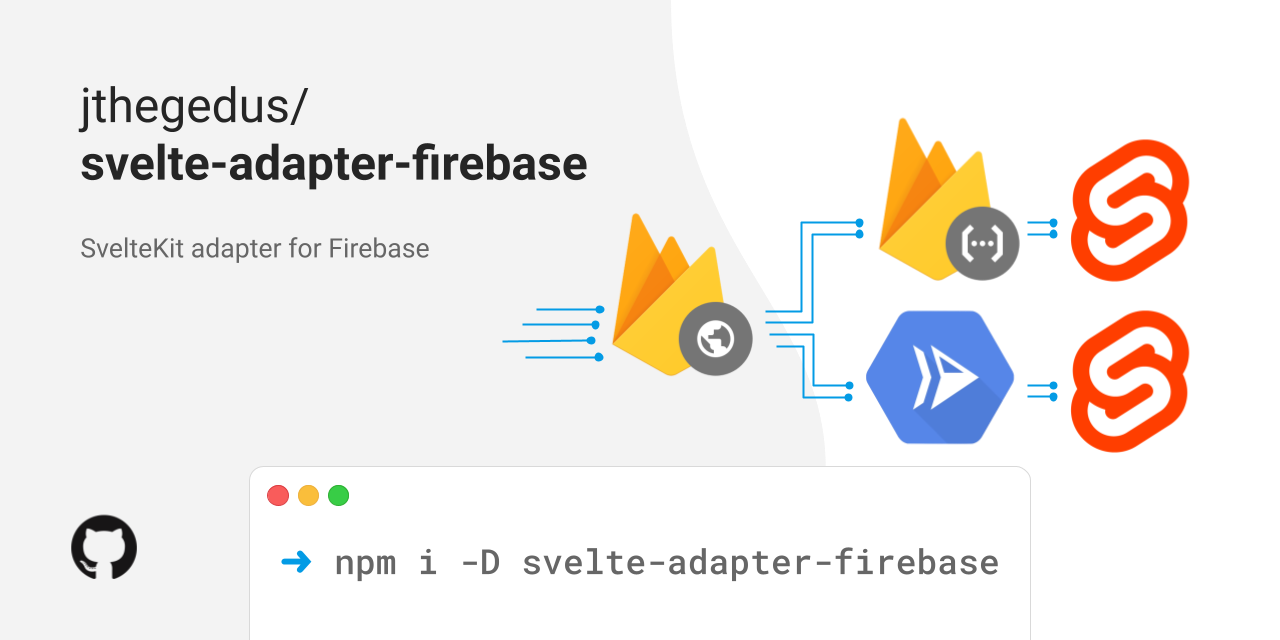 jthegedus/
svelte-adapter-firebase
SvelteKit adapter for Firebase
➜ npm i -D svelte-adapter-firebase